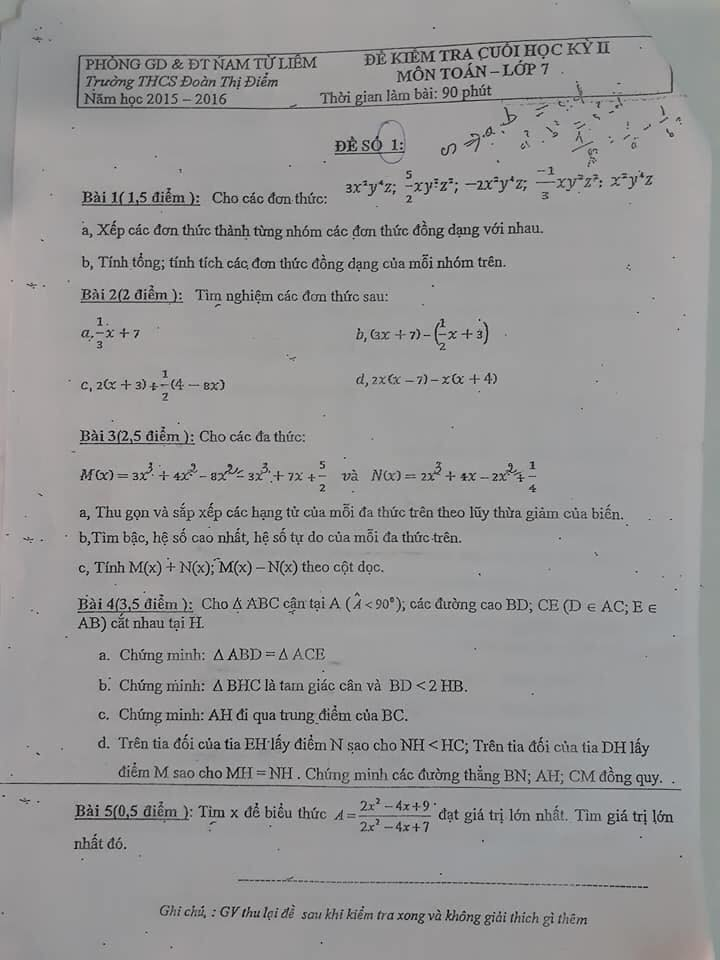 PHÒNG GD & ĐT NAM TỪ LIÊM
Trường THCS Đoàn Thị Điểm
Năm học 2015 – 2016
ĐỀ KIỂM TRA CUỐI HỌC KỲ II
MÔN TOÁN – LỚP 7
Thời gian làm bài: 90 phút
ĐỀ SỐ 1:
Bài 1( 1,5 điểm ): Cho các đơn thức: 3x²y⁴z; 5/2 xy²z²; −2x²y⁴z; −1/3 xy²z²; x²y⁴z
a, Xếp các đơn thức thành từng nhóm các đơn thức đồng dạng với nhau.
b, Tính tổng; tính tích các đơn thức đồng dạng của mỗi nhóm trên.
Bài 2(2 điểm ): Tìm nghiệm các đơn thức sau:
a. 1/3 x + 7 b, (3x + 7) − (1/2 x + 3)
c, 2(x + 3) + 1/2 (4 − 8x) d, 2x(x − 7) − x(x + 4)
Bài 3(2,5 điểm ): Cho các đa thức:
M(x) = 3x³ + 4x² − 8x² − 3x³ + 7x + 5/2 và N(x) = 2x³ + 4x − 2x² + 1/4
a, Thu gọn và sắp xếp các hạng tử của mỗi đa thức trên theo lũy thừa giảm của biến.
b,Tìm bậc, hệ số cao nhất, hệ số tự do của mỗi đa thức trên.
c, Tính M(x) + N(x); M(x) – N(x) theo cột dọc.
Bài 4(3,5 điểm ): Cho Δ ABC cân tại A ( Â < 90° ); các đường cao BD; CE (D ∈ AC; E ∈
AB) cắt nhau tại H.
a. Chứng minh: Δ ABD = Δ ACE
b. Chứng minh: Δ BHC là tam giác cân và BD < 2 HB.
c. Chứng minh: AH đi qua trung điểm của BC.
d. Trên tia đối của tia EH lấy điểm N sao cho NH < HC; Trên tia đối của tia DH lấy
điểm M sao cho MH = NH . Chứng minh các đường thẳng BN; AH; CM đồng quy.
Bài 5(0,5 điểm ): Tìm x để biểu thức A = (2x² − 4x + 9)/(2x² − 4x + 7) đạt giá trị lớn nhất. Tìm giá trị lớn
nhất đó.
Ghi chú, : GV thu lại đề sau khi kiểm tra xong và không giải thích gì thêm